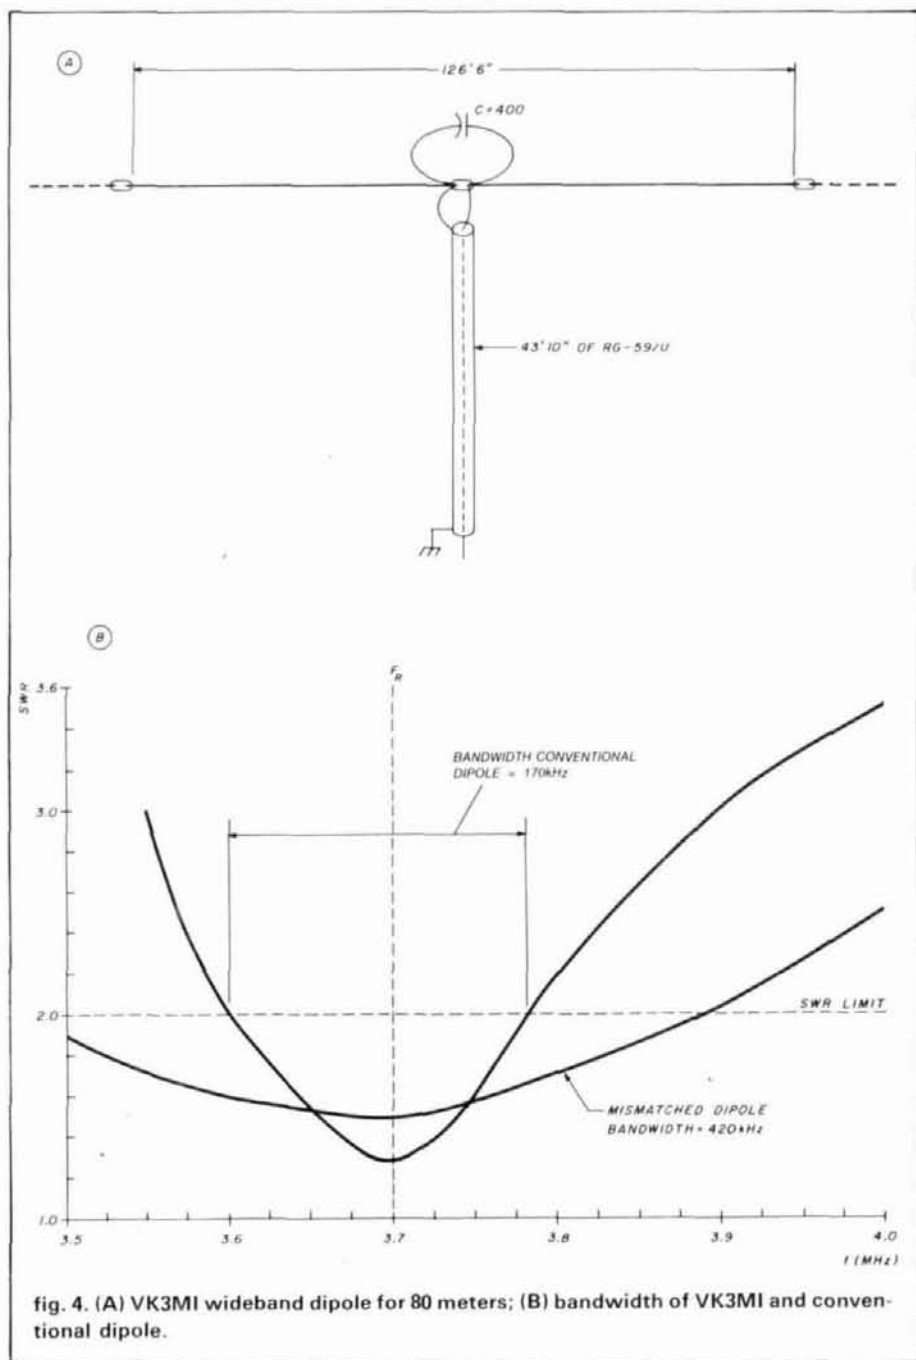 A
126'6"
C=400
43'10" OF RG-59/U
B
SWR
3.6
3.0
2.0
1.0
F_R
BANDWIDTH CONVENTIONAL
DIPOLE = 170kHz
SWR LIMIT
MISMATCHED DIPOLE
BANDWIDTH = 420kHz
3.5
3.6
3.7
3.8
3.9
4.0
f (MHz)
fig. 4. (A) VK3MI wideband dipole for 80 meters; (B) bandwidth of VK3MI and conven-
tional dipole.